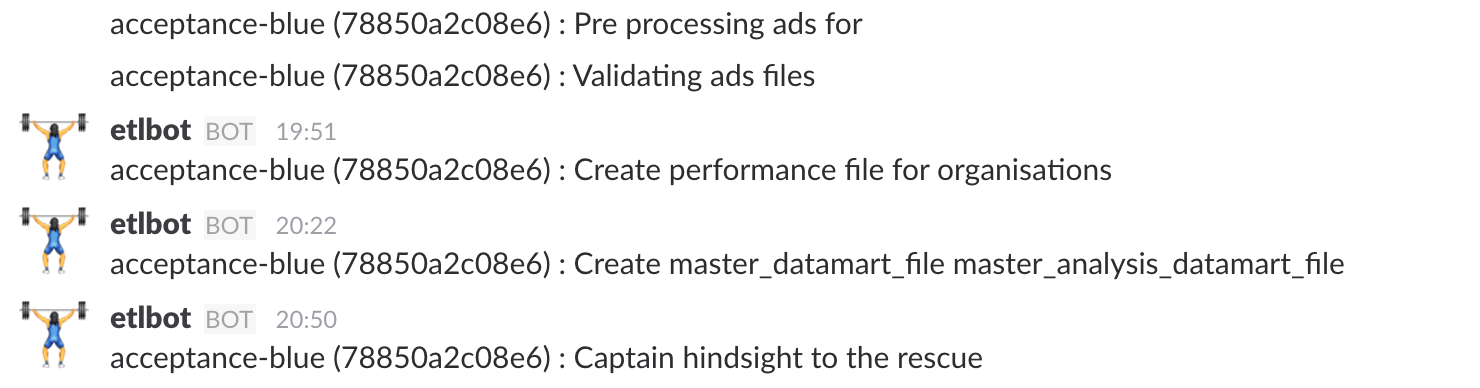 acceptance-blue (78850a2c08e6) : Pre processing ads for
acceptance-blue (78850a2c08e6) : Validating ads files
etlbot BOT 19:51
acceptance-blue (78850a2c08e6) : Create performance file for organisations
etlbot BOT 20:22
acceptance-blue (78850a2c08e6) : Create master_datamart_file master_analysis_datamart_file
etlbot BOT 20:50
acceptance-blue (78850a2c08e6) : Captain hindsight to the rescue